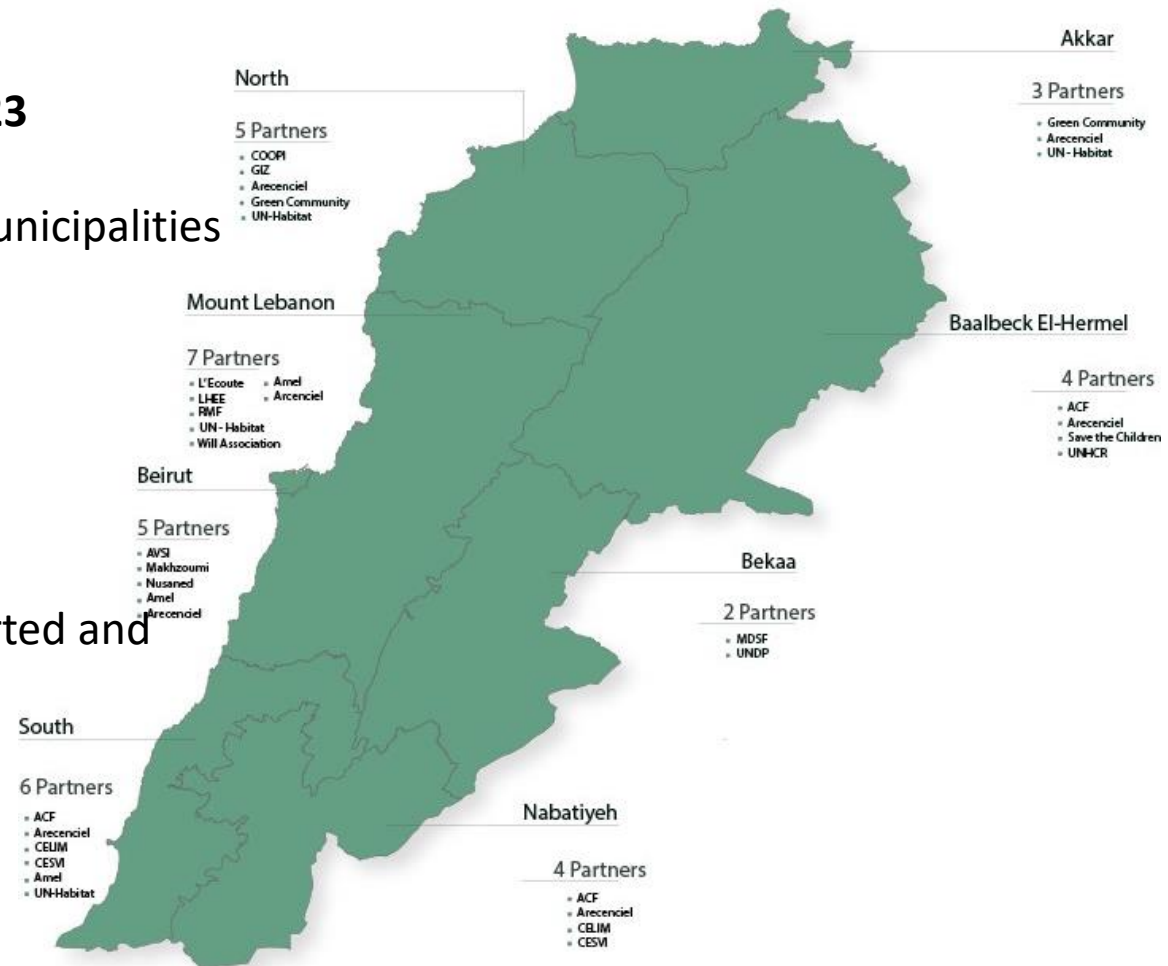 23
unicipalities
rted and
North
5 Partners
COOPI
GIZ
Arecenciel
Green Community
UN-Habitat
Akkar
3 Partners
Green Community
Arecenciel
UN - Habitat
Mount Lebanon
7 Partners
L'Ecoute
LHEE
RMF
UN - Habitat
Will Association
Amel
Arcenciel
Baalbeck El-Hermel
4 Partners
ACF
Arecenciel
Save the Children
UNHCR
Beirut
5 Partners
AVSI
Makhzoumi
Nusaned
Amel
Arecenciel
Bekaa
2 Partners
MDSF
UNDP
South
6 Partners
ACF
Arecenciel
CELIM
CESVI
Amel
UN-Habitat
Nabatiyeh
4 Partners
ACF
Arecenciel
CELIM
CESVI